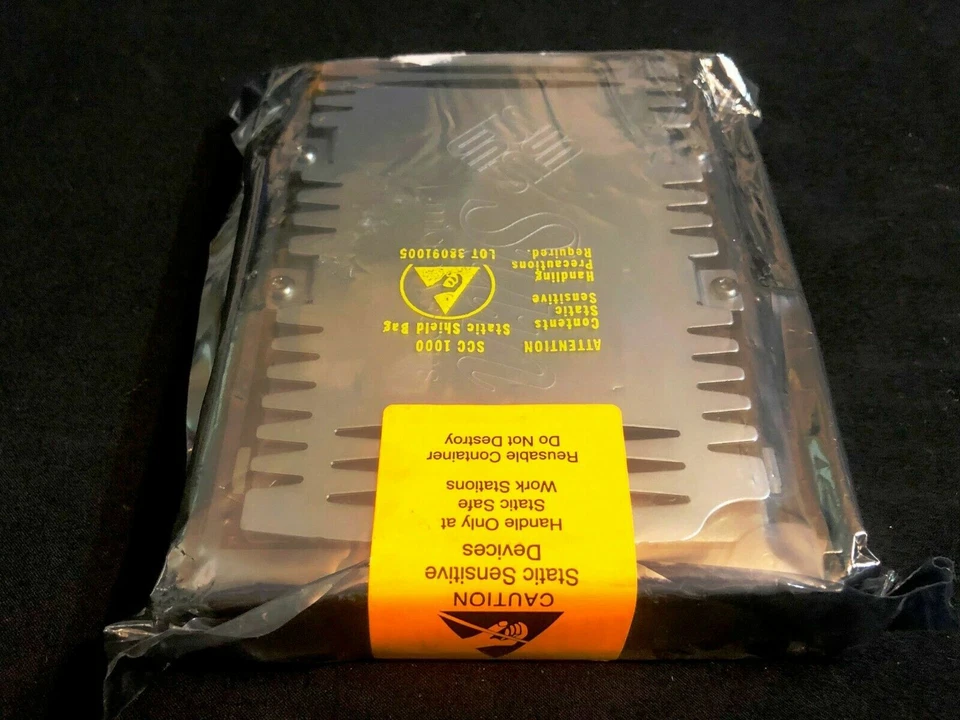 CAUTION
Static Sensitive
Devices
Handle Only at
Static Safe
Work Stations
Reusable Container
Do Not Destroy
ATTENTION
Contents
Static
Sensitive
Handling
Precautions
Required.
SCC 1000
Static Shield Bag
LOT 38091005